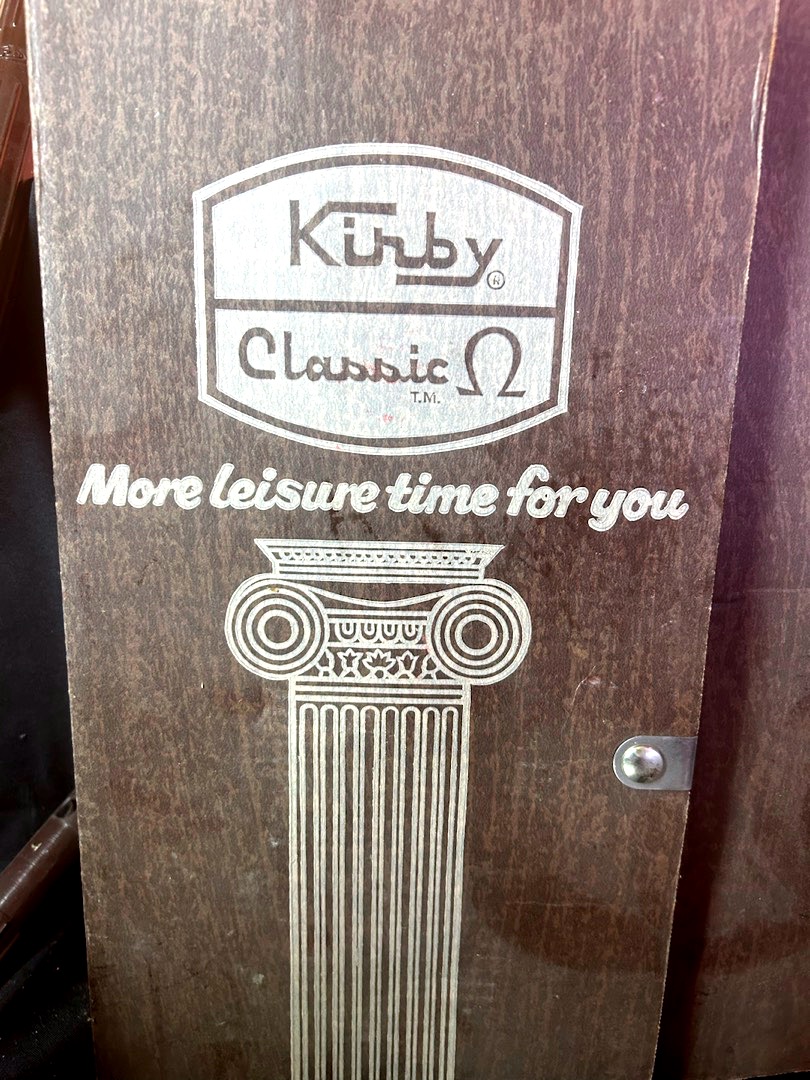 Kirby ®
Classic Ω
T.M.
More leisure time for you